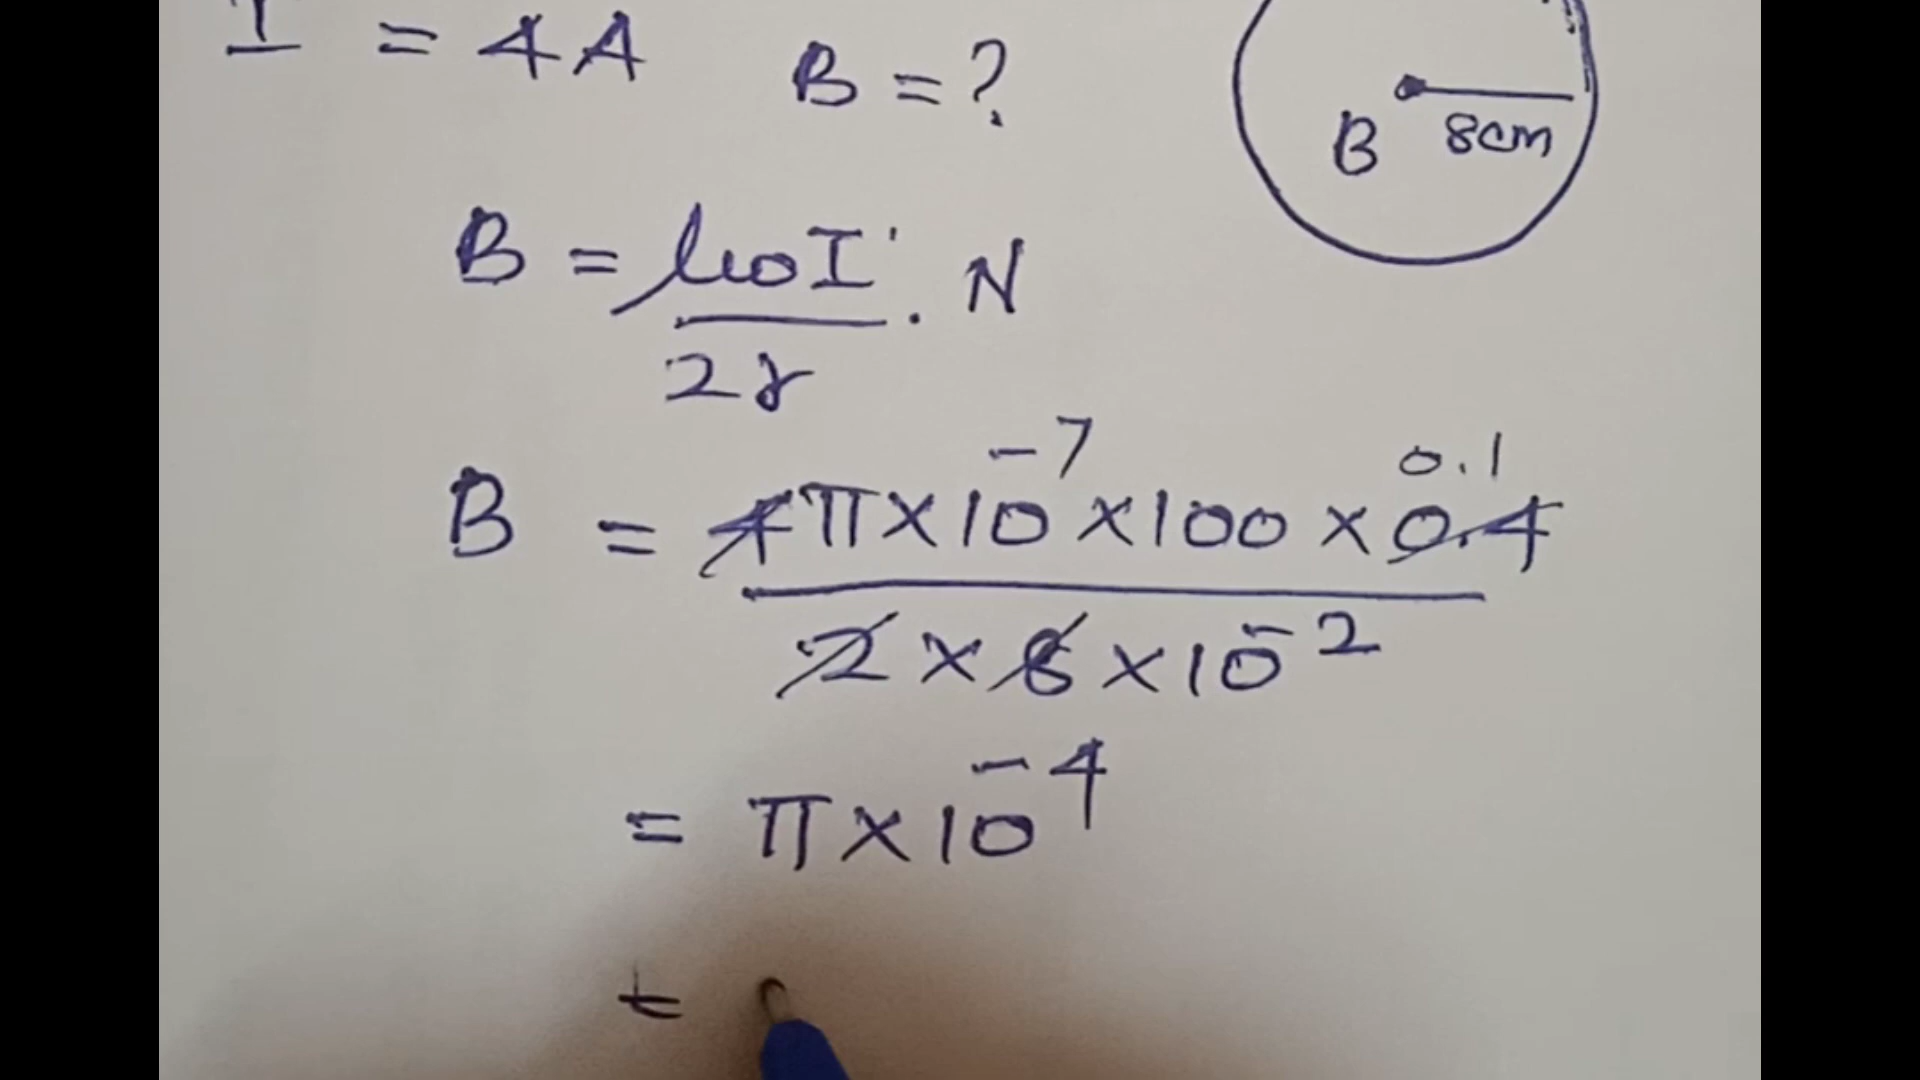 I = 4A
B = ?
B 8cm
B = μ0I . N
2r
B = 4π×10⁻⁷×100×0.4 0.1
2×8×10⁻²
= π×10⁻⁴
=